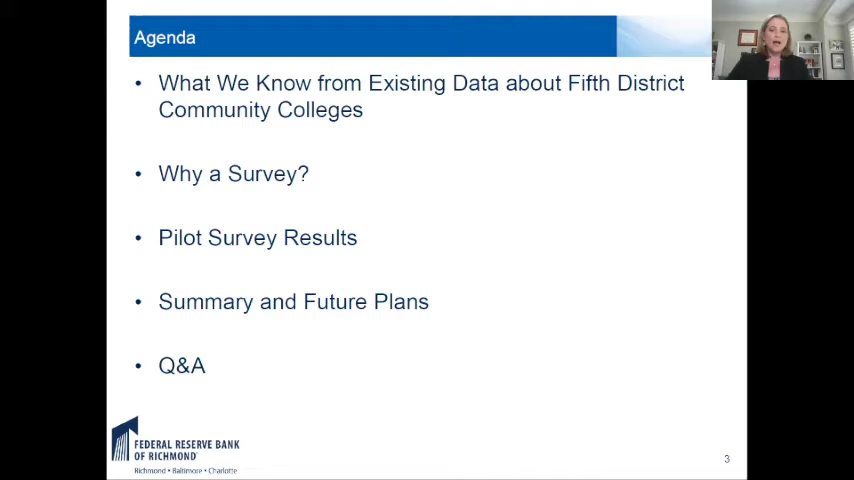 Agenda
• What We Know from Existing Data about Fifth District
Community Colleges
• Why a Survey?
• Pilot Survey Results
• Summary and Future Plans
• Q&A
FEDERAL RESERVE BANK
OF RICHMOND
Richmond • Baltimore • Charlotte
3